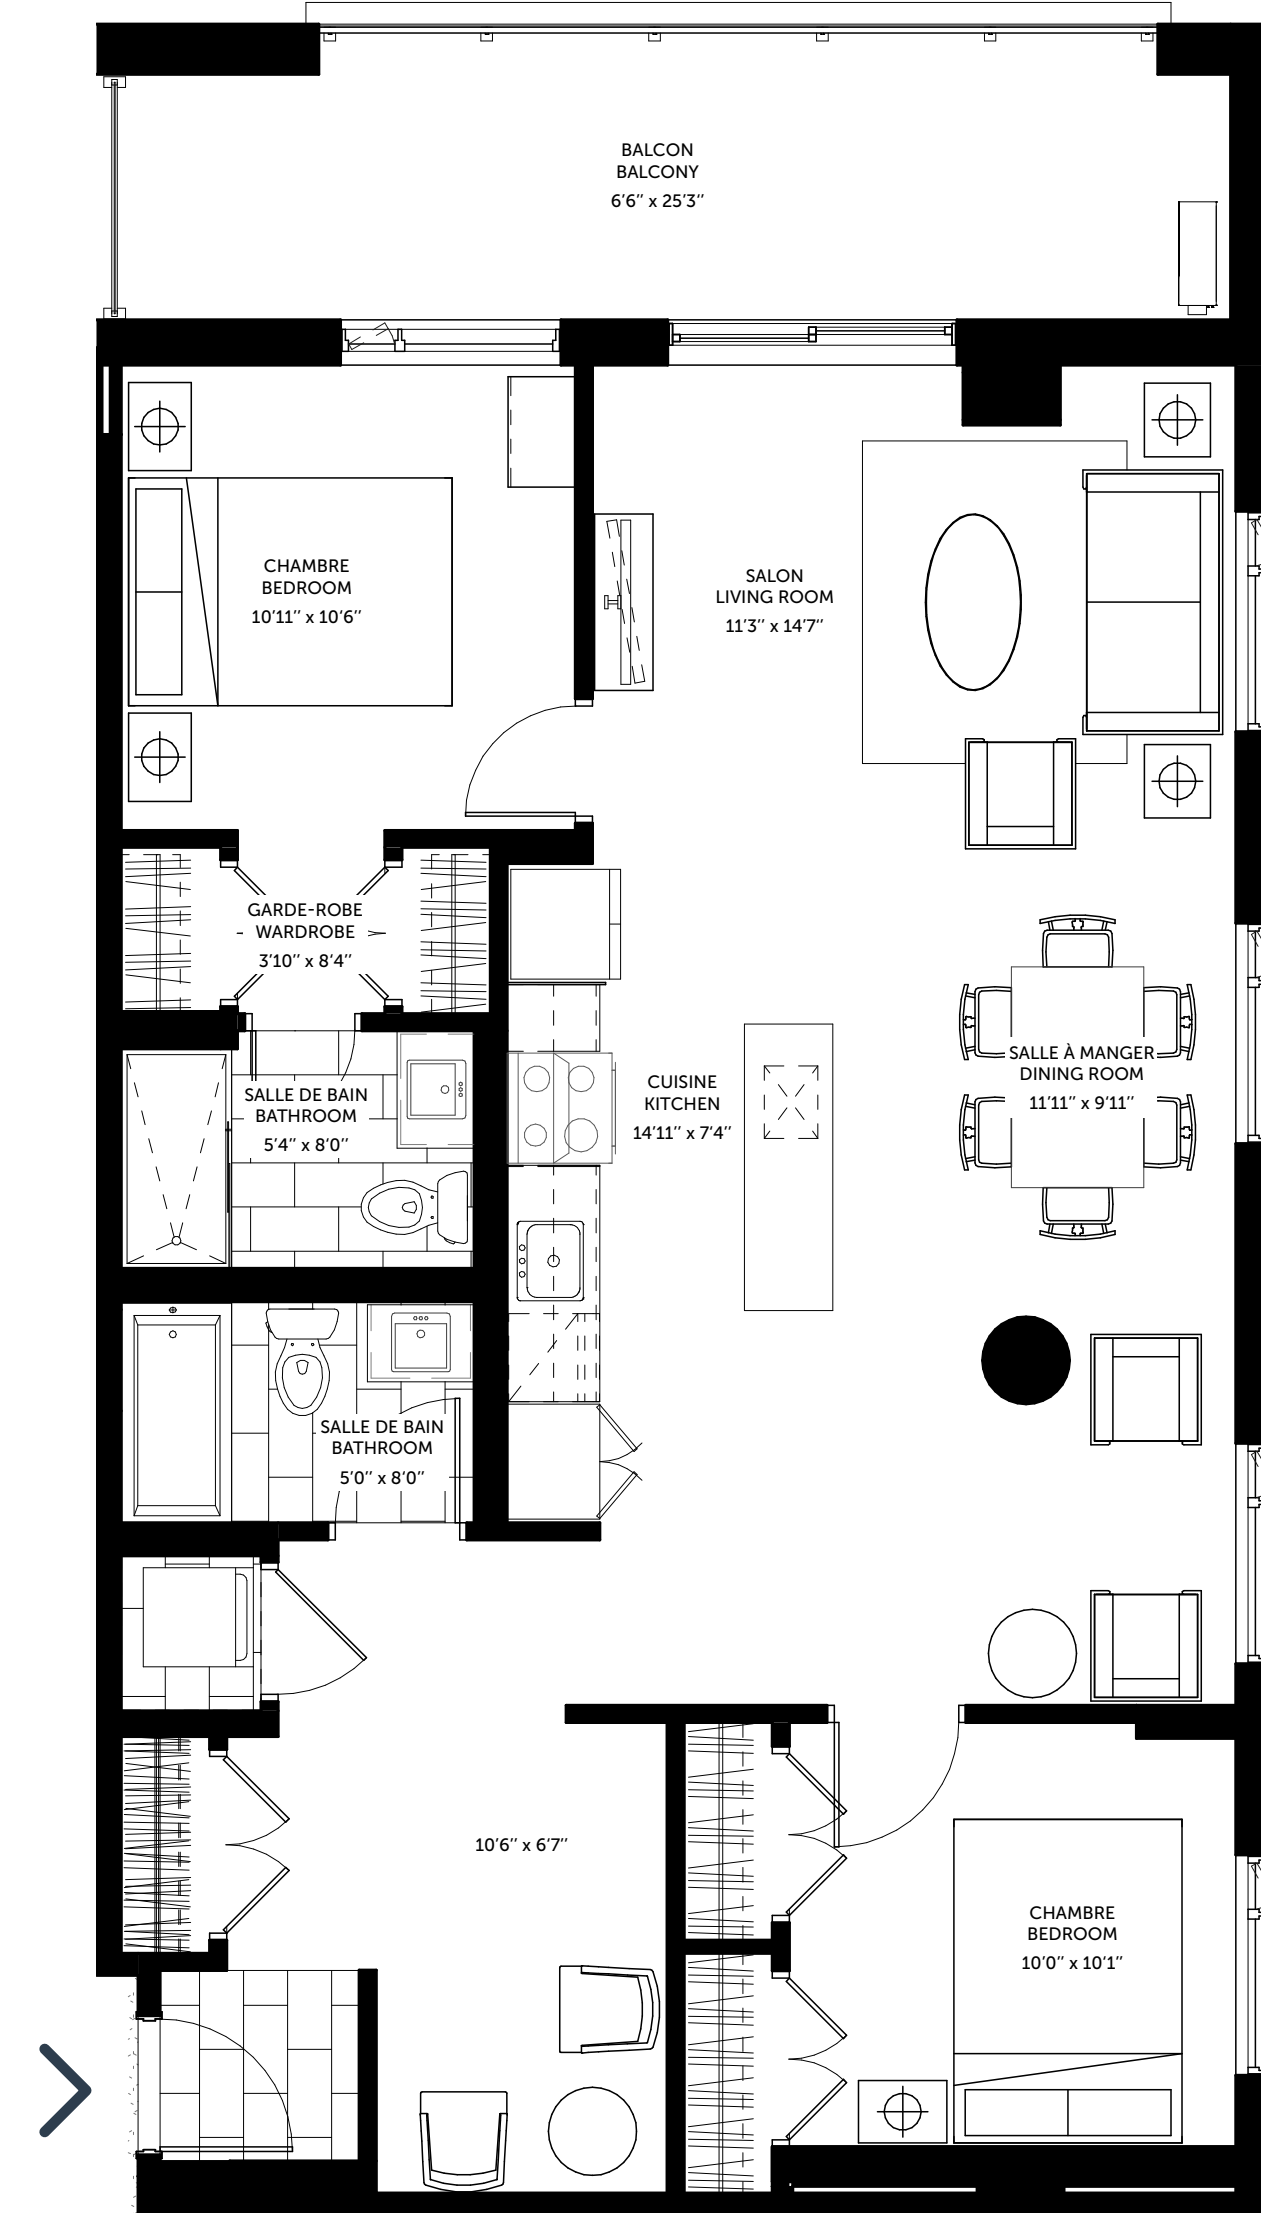 BALCON
BALCONY
6'6’’ x 25'3’’
CHAMBRE
BEDROOM
10'11’’ x 10'6’’
SALON
LIVING ROOM
11'3’’ x 14'7’’
GARDE-ROBE
WARDROBE
3'10’’ x 8'4’’
SALLE À MANGER
DINING ROOM
11'11’’ x 9'11’’
CUISINE
KITCHEN
14'11’’ x 7'4’’
SALLE DE BAIN
BATHROOM
5'4’’ x 8'0’’
SALLE DE BAIN
BATHROOM
5'0’’ x 8'0’’
10'6’’ x 6'7’’
CHAMBRE
BEDROOM
10'0’’ x 10'1’’